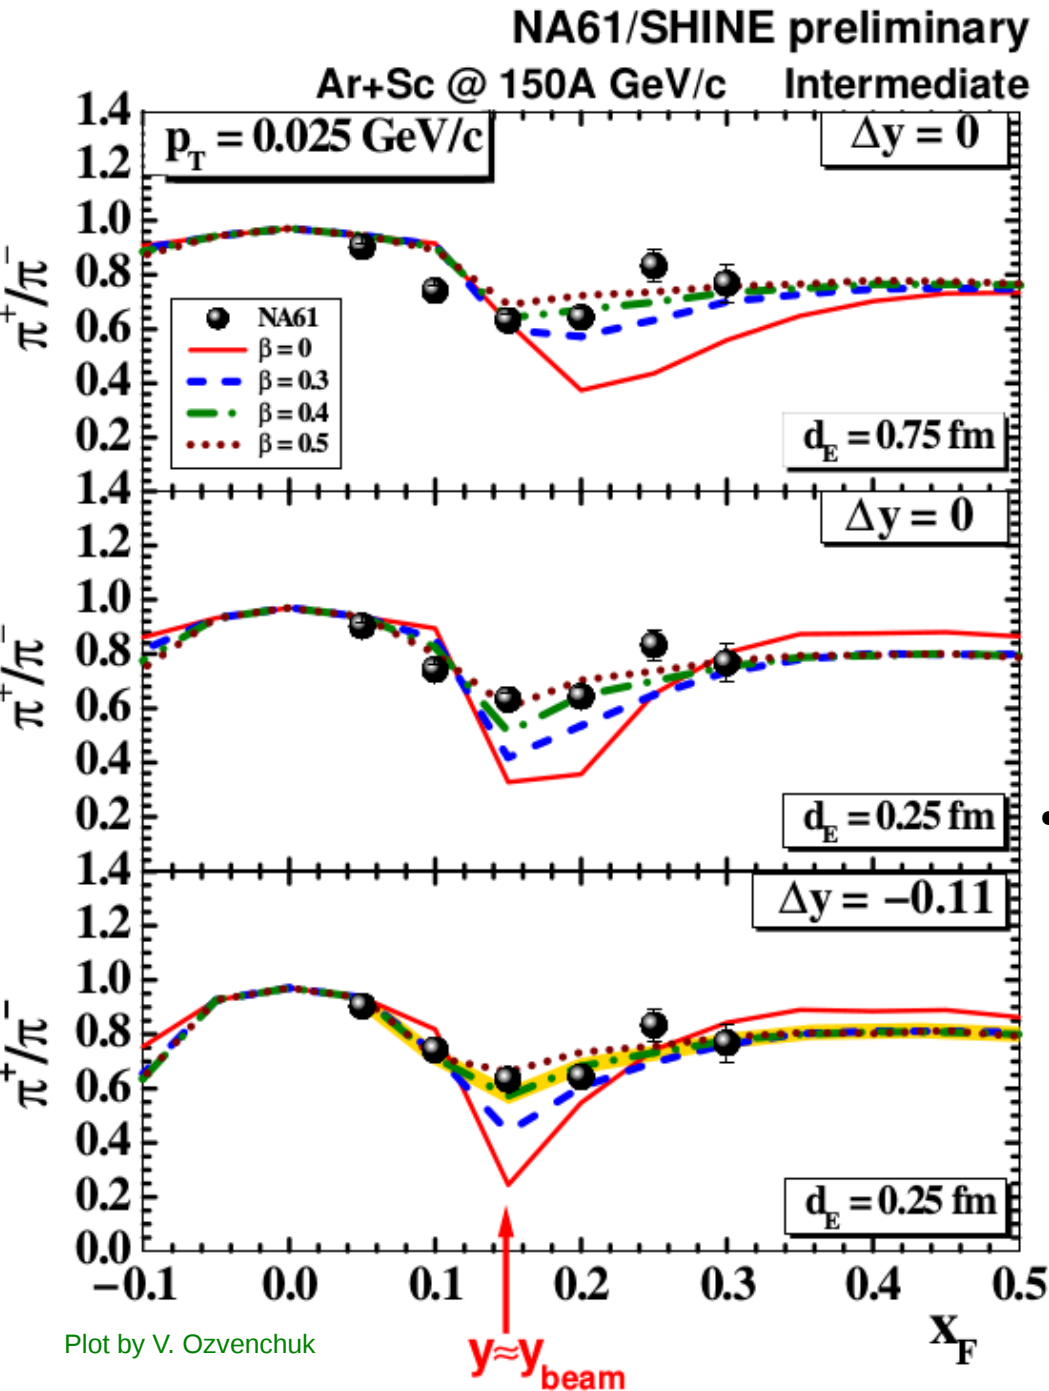 NA61/SHINE preliminary
Ar+Sc @ 150A GeV/c Intermediate
p_T = 0.025 GeV/c
Δy = 0
1.4
1.2
1.0
0.8
0.6
0.4
0.2
π⁺/π⁻
NA61
β = 0
β = 0.3
β = 0.4
β = 0.5
d_E = 0.75 fm
Δy = 0
1.4
1.2
1.0
0.8
0.6
0.4
0.2
π⁺/π⁻
d_E = 0.25 fm
Δy = −0.11
1.4
1.2
1.0
0.8
0.6
0.4
0.2
0.0
π⁺/π⁻
d_E = 0.25 fm
−0.1 0.0 0.1 0.2 0.3 0.4 0.5
x_F
Plot by V. Ozvenchuk
y≈y_beam